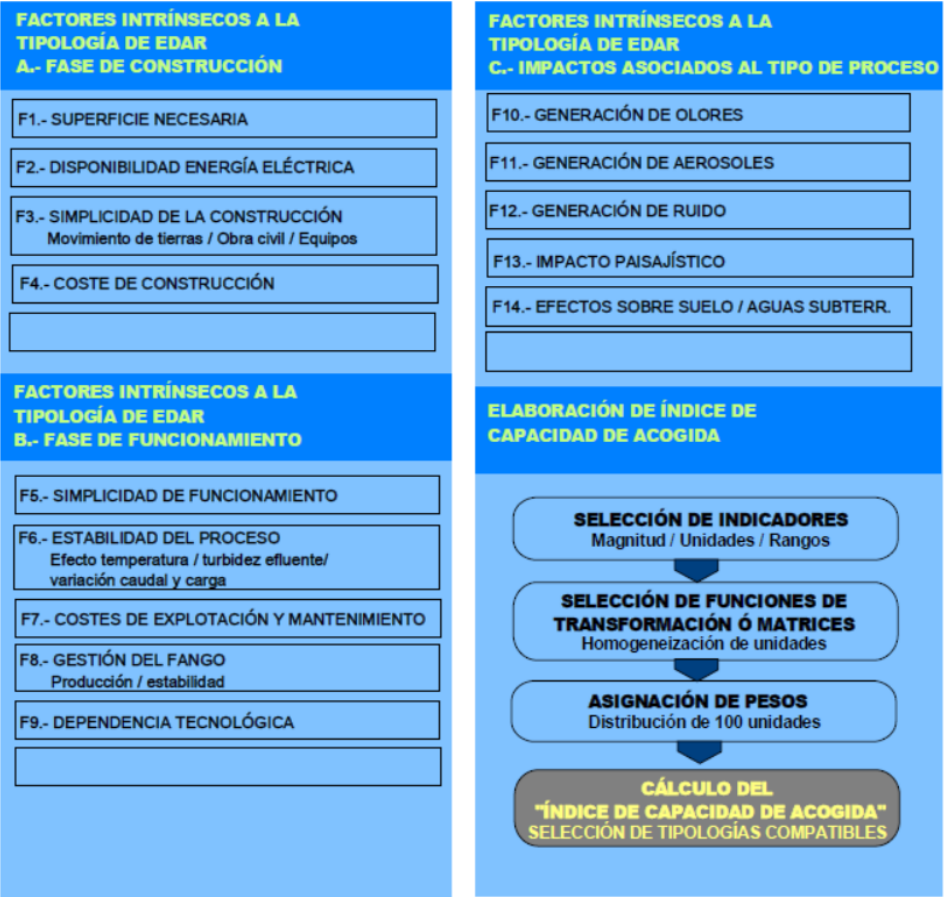 FACTORES INTRÍNSECOS A LA
TIPOLOGÍA DE EDAR
A.- FASE DE CONSTRUCCIÓN
F1.- SUPERFICIE NECESARIA
F2.- DISPONIBILIDAD ENERGÍA ELÉCTRICA
F3.- SIMPLICIDAD DE LA CONSTRUCCIÓN
Movimiento de tierras / Obra civil / Equipos
F4.- COSTE DE CONSTRUCCIÓN
FACTORES INTRÍNSECOS A LA
TIPOLOGÍA DE EDAR
B.- FASE DE FUNCIONAMIENTO
F5.- SIMPLICIDAD DE FUNCIONAMIENTO
F6.- ESTABILIDAD DEL PROCESO
Efecto temperatura / turbidez efluente/
variación caudal y carga
F7.- COSTES DE EXPLOTACIÓN Y MANTENIMIENTO
F8.- GESTIÓN DEL FANGO
Producción / estabilidad
F9.- DEPENDENCIA TECNOLÓGICA
FACTORES INTRÍNSECOS A LA
TIPOLOGÍA DE EDAR
C.- IMPACTOS ASOCIADOS AL TIPO DE PROCESO
F10.- GENERACIÓN DE OLORES
F11.- GENERACIÓN DE AEROSOLES
F12.- GENERACIÓN DE RUIDO
F13.- IMPACTO PAISAJÍSTICO
F14.- EFECTOS SOBRE SUELO / AGUAS SUBTERR.
ELABORACIÓN DE ÍNDICE DE
CAPACIDAD DE ACOGIDA
SELECCIÓN DE INDICADORES
Magnitud / Unidades / Rangos
SELECCIÓN DE FUNCIONES DE
TRANSFORMACIÓN Ó MATRICES
Homogeneización de unidades
ASIGNACIÓN DE PESOS
Distribución de 100 unidades
CÁLCULO DEL
"ÍNDICE DE CAPACIDAD DE ACOGIDA"
SELECCIÓN DE TIPOLOGÍAS COMPATIBLES